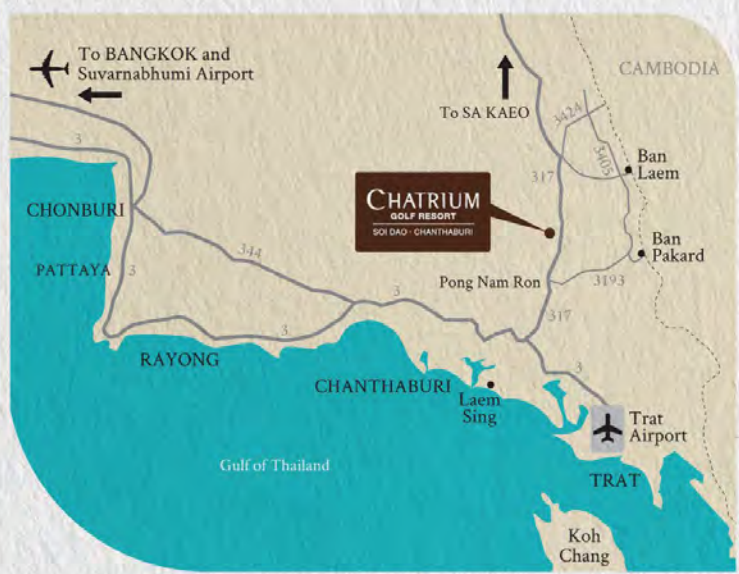 To BANGKOK and
Suvarnabhumi Airport
CAMBODIA
To SA KAEO
3424
3
3405
Ban
Laem
317
CHATRIUM
GOLF RESORT
SOI DAO · CHANTHABURI
CHONBURI
344
Ban
Pakard
PATTAYA
3
Pong Nam Ron
3193
3
317
3
RAYONG
3
CHANTHABURI
Laem
Sing
Trat
Airport
Gulf of Thailand
TRAT
Koh
Chang